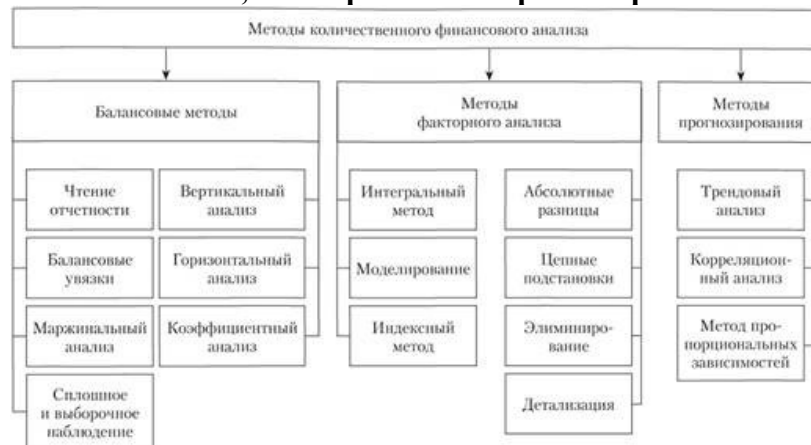 Методы количественного финансового анализа
Балансовые методы
Методы
факторного анализа
Методы
прогнозирования
Чтение
отчетности
Вертикальный
анализ
Балансовые
увязки
Горизонтальный
анализ
Маржинальный
анализ
Коэффициентный
анализ
Сплошное
и выборочное
наблюдение
Интегральный
метод
Абсолютные
разницы
Моделирование
Цепные
подстановки
Индексный
метод
Элиминиро-
вание
Детализация
Трендовый
анализ
Корреляцион-
ный анализ
Метод про-
порциональных
зависимостей